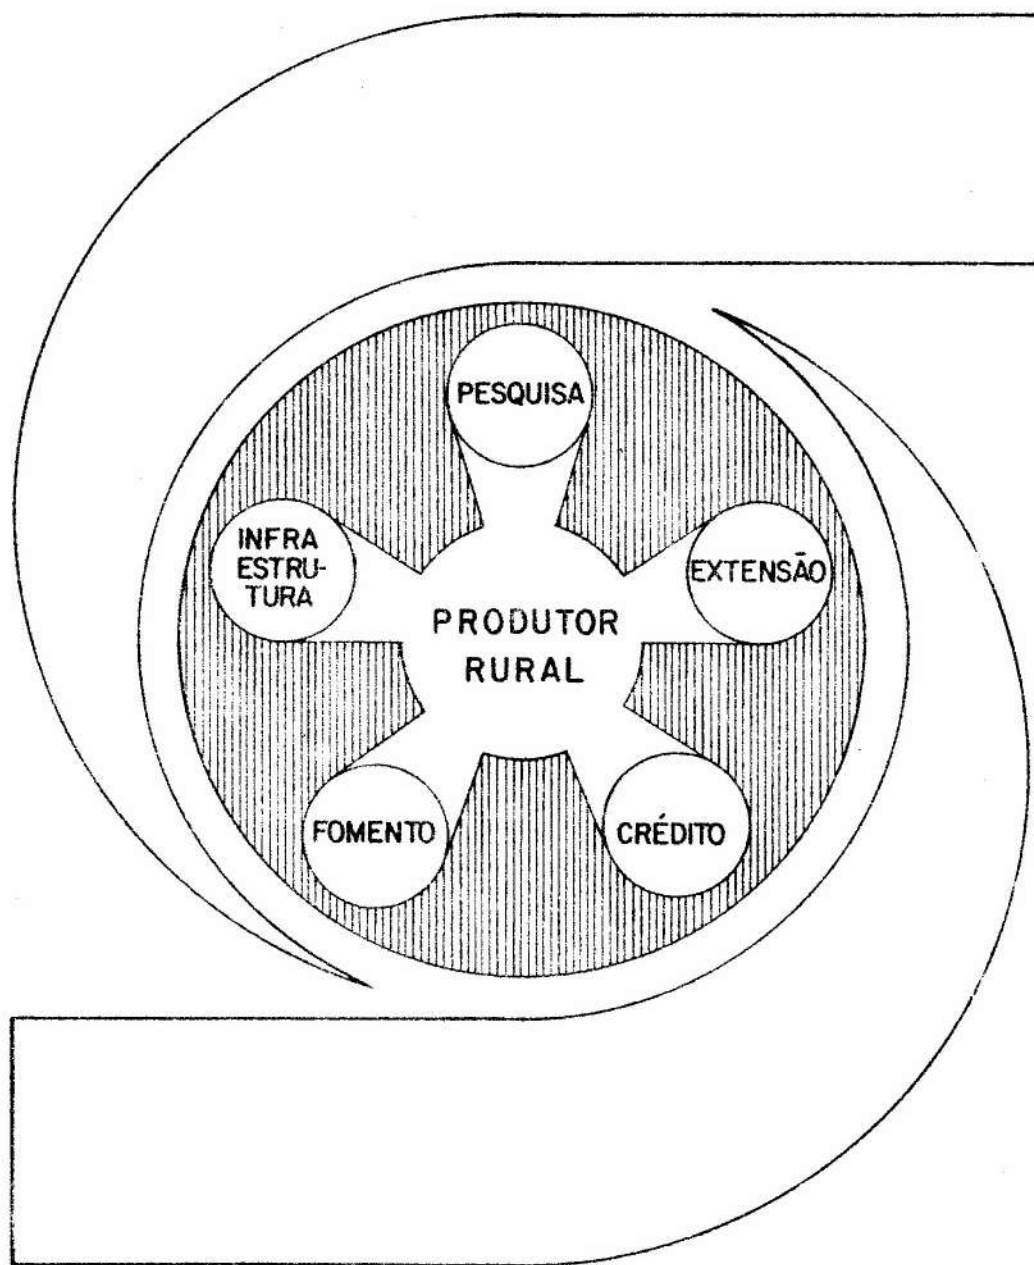 PESQUISA
INFRA
ESTRU-
TURA
EXTENSÃO
PRODUTOR
RURAL
FOMENTO
CRÉDITO